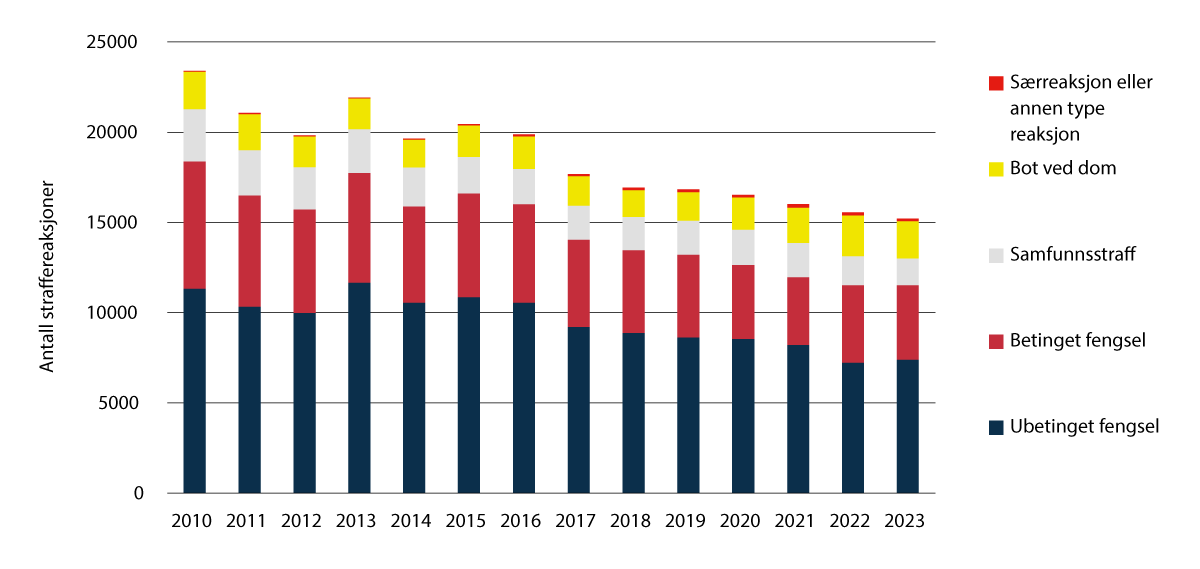 Antall straffereaksjoner
25000
20000
15000
10000
5000
0
2010 2011 2012 2013 2014 2015 2016 2017 2018 2019 2020 2021 2022 2023
Særreaksjon eller
annen type
reaksjon
Bot ved dom
Samfunnsstraff
Betinget fengsel
Ubetinget fengsel